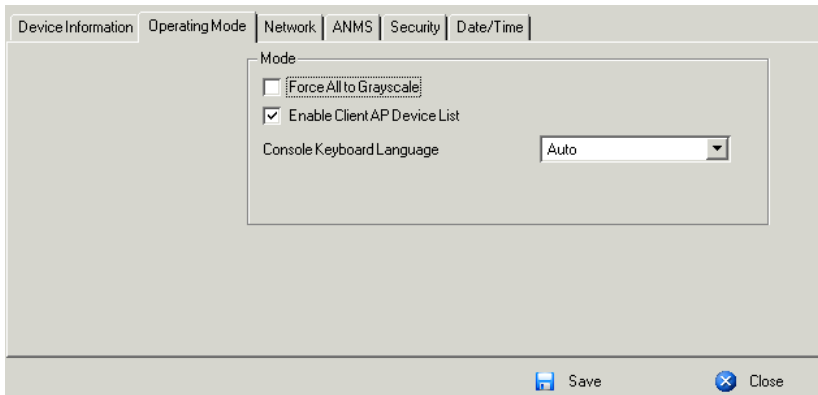 Device Information Operating Mode Network ANMS Security Date/Time
Mode
Force All to Grayscale
Enable Client AP Device List
Console Keyboard Language Auto
Save Close